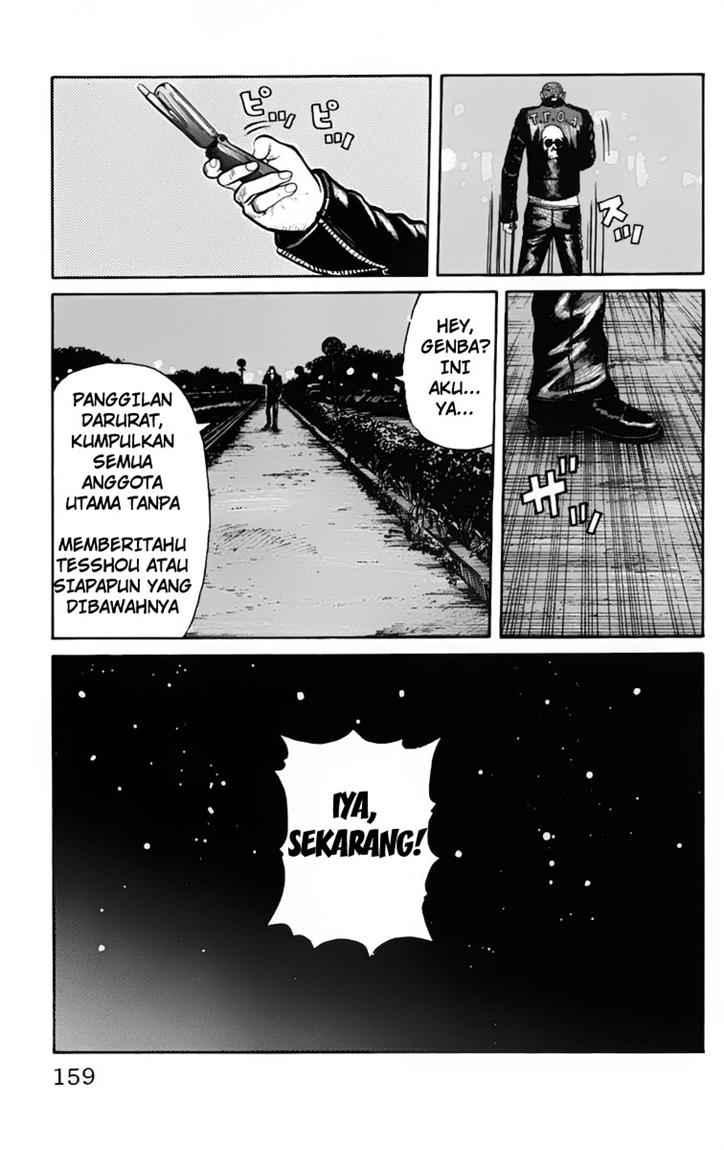 T.F.O.A
スッ
ピッ
ピッ
ザッ
HEY,
GENBA?
INI
AKU...
YA...
PANGGILAN
DARURAT,
KUMPULKAN
SEMUA
ANGGOTA
UTAMA TANPA
MEMBERITAHU
TESSHOU ATAU
SIAPAPUN YANG
DIBAWAHNYA
IYA,
SEKARANG!
159